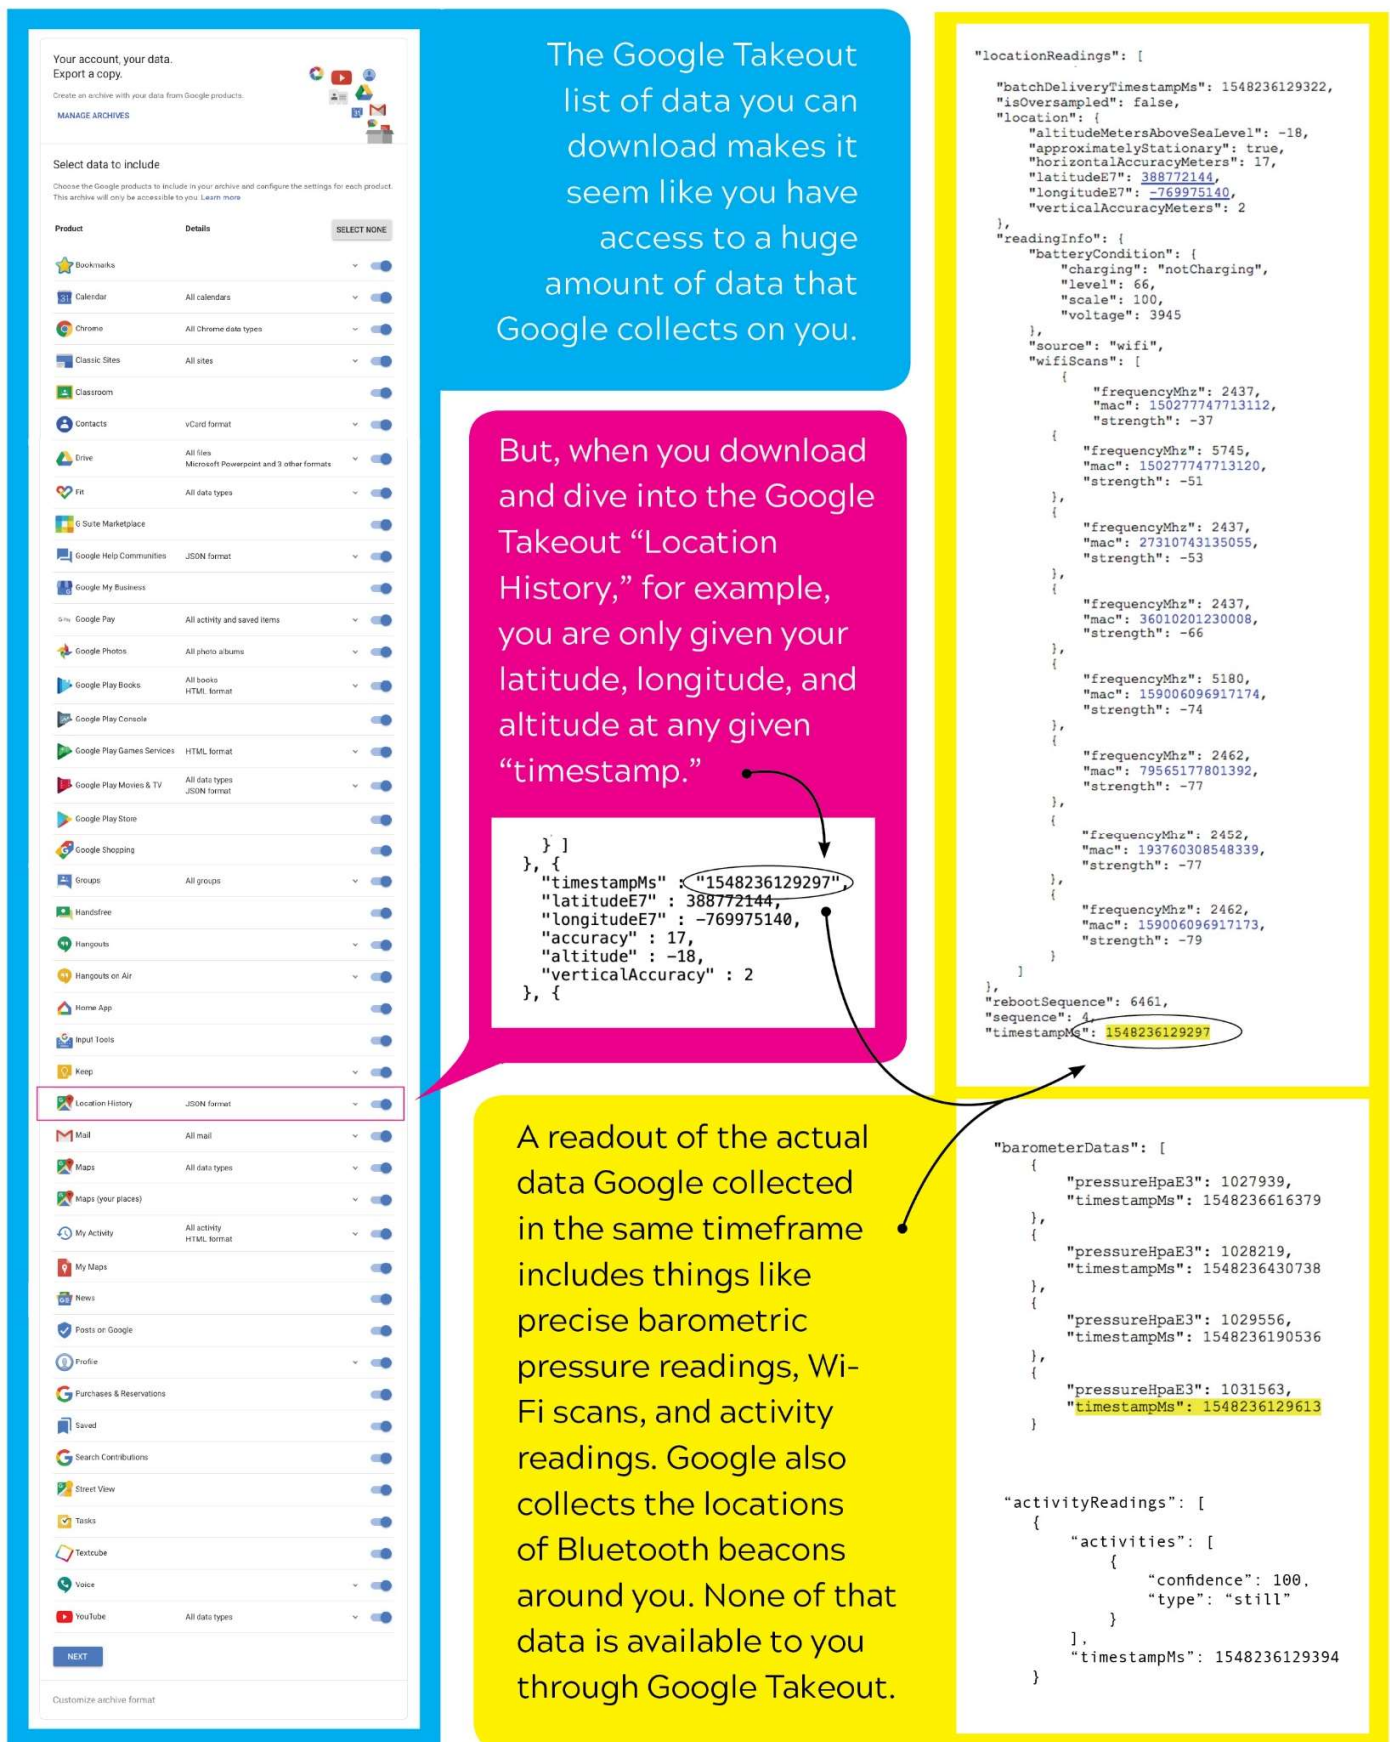 Your account, your data.
Export a copy.
Create an archive with your data from Google products.
MANAGE ARCHIVES
Select data to include
Choose the Google products to include in your archive and configure the settings for each product.
This archive will only be accessible to you. Learn more
Product Details SELECT NONE
Bookmarks
31 Calendar All calendars
Chrome All Chrome data types
Classic Sites All sites
Classroom
Contacts vCard format
Drive All files
Microsoft Powerpoint and 3 other formats
Fit All data types
G Suite Marketplace
Google Help Communities JSON format
Google My Business
G Pay Google Pay All activity and saved items
Google Photos All photo albums
Google Play Books All books
HTML format
Google Play Console
Google Play Games Services HTML format
Google Play Movies & TV All data types
JSON format
Google Play Store
Google Shopping
Groups All groups
Handsfree
Hangouts
Hangouts on Air
Home App
Input Tools
Keep
Location History JSON format
Mail All mail
Maps All data types
Maps (your places)
My Activity All activity
HTML format
My Maps
News
Posts on Google
Profile
Purchases & Reservations
Saved
Search Contributions
Street View
Tasks
Textcube
Voice
YouTube All data types
NEXT
Customize archive format
The Google Takeout
list of data you can
download makes it
seem like you have
access to a huge
amount of data that
Google collects on you.
But, when you download
and dive into the Google
Takeout “Location
History,” for example,
you are only given your
latitude, longitude, and
altitude at any given
“timestamp.”
} ]
}, {
"timestampMs" : "1548236129297",
"latitudeE7" : 388772144,
"longitudeE7" : -769975140,
"accuracy" : 17,
"altitude" : -18,
"verticalAccuracy" : 2
}, {
A readout of the actual
data Google collected
in the same timeframe
includes things like
precise barometric
pressure readings, Wi-
Fi scans, and activity
readings. Google also
collects the locations
of Bluetooth beacons
around you. None of that
data is available to you
through Google Takeout.
"locationReadings": [
"batchDeliveryTimestampMs": 1548236129322,
"isOversampled": false,
"location": {
"altitudeMetersAboveSeaLevel": -18,
"approximatelyStationary": true,
"horizontalAccuracyMeters": 17,
"latitudeE7": 388772144,
"longitudeE7": -769975140,
"verticalAccuracyMeters": 2
},
"readingInfo": {
"batteryCondition": {
"charging": "notCharging",
"level": 66,
"scale": 100,
"voltage": 3945
},
"source": "wifi",
"wifiScans": [
{
"frequencyMhz": 2437,
"mac": 150277747713112,
"strength": -37
{
"frequencyMhz": 5745,
"mac": 150277747713120,
"strength": -51
},
{
"frequencyMhz": 2437,
"mac": 27310743135055,
"strength": -53
},
{
"frequencyMhz": 2437,
"mac": 36010201230008,
"strength": -66
},
{
"frequencyMhz": 5180,
"mac": 159006096917174,
"strength": -74
},
{
"frequencyMhz": 2462,
"mac": 79565177801392,
"strength": -77
},
{
"frequencyMhz": 2452,
"mac": 193760308548339,
"strength": -77
},
{
"frequencyMhz": 2462,
"mac": 159006096917173,
"strength": -79
}
]
},
"rebootSequence": 6461,
"sequence": 4,
"timestampMs": 1548236129297
"barometerDatas": [
{
"pressureHpaE3": 1027939,
"timestampMs": 1548236616379
},
{
"pressureHpaE3": 1028219,
"timestampMs": 1548236430738
},
{
"pressureHpaE3": 1029556,
"timestampMs": 1548236190536
},
{
"pressureHpaE3": 1031563,
"timestampMs": 1548236129613
}
“activityReadings”: [
{
“activities”: [
{
“confidence”: 100,
“type”: “still”
}
],
“timestampMs”: 1548236129394
}